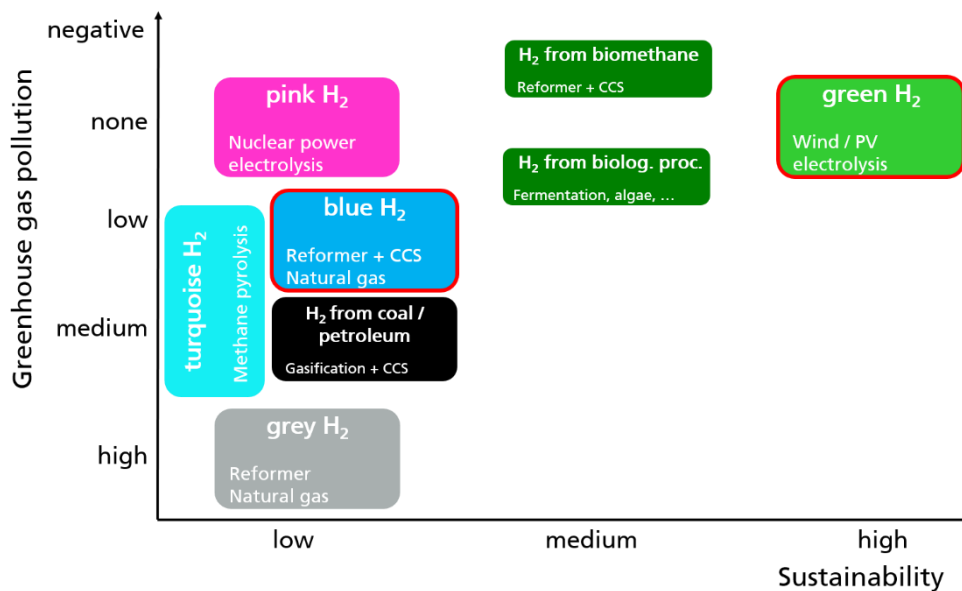 negative
none
low
medium
high
Greenhouse gas pollution
pink H₂
Nuclear power
electrolysis
H₂ from biomethane
Reformer + CCS
green H₂
Wind / PV
electrolysis
H₂ from biolog. proc.
Fermentation, algae, ...
turquoise H₂
Methane pyrolysis
blue H₂
Reformer + CCS
Natural gas
H₂ from coal /
petroleum
Gasification + CCS
grey H₂
Reformer
Natural gas
low
medium
high
Sustainability